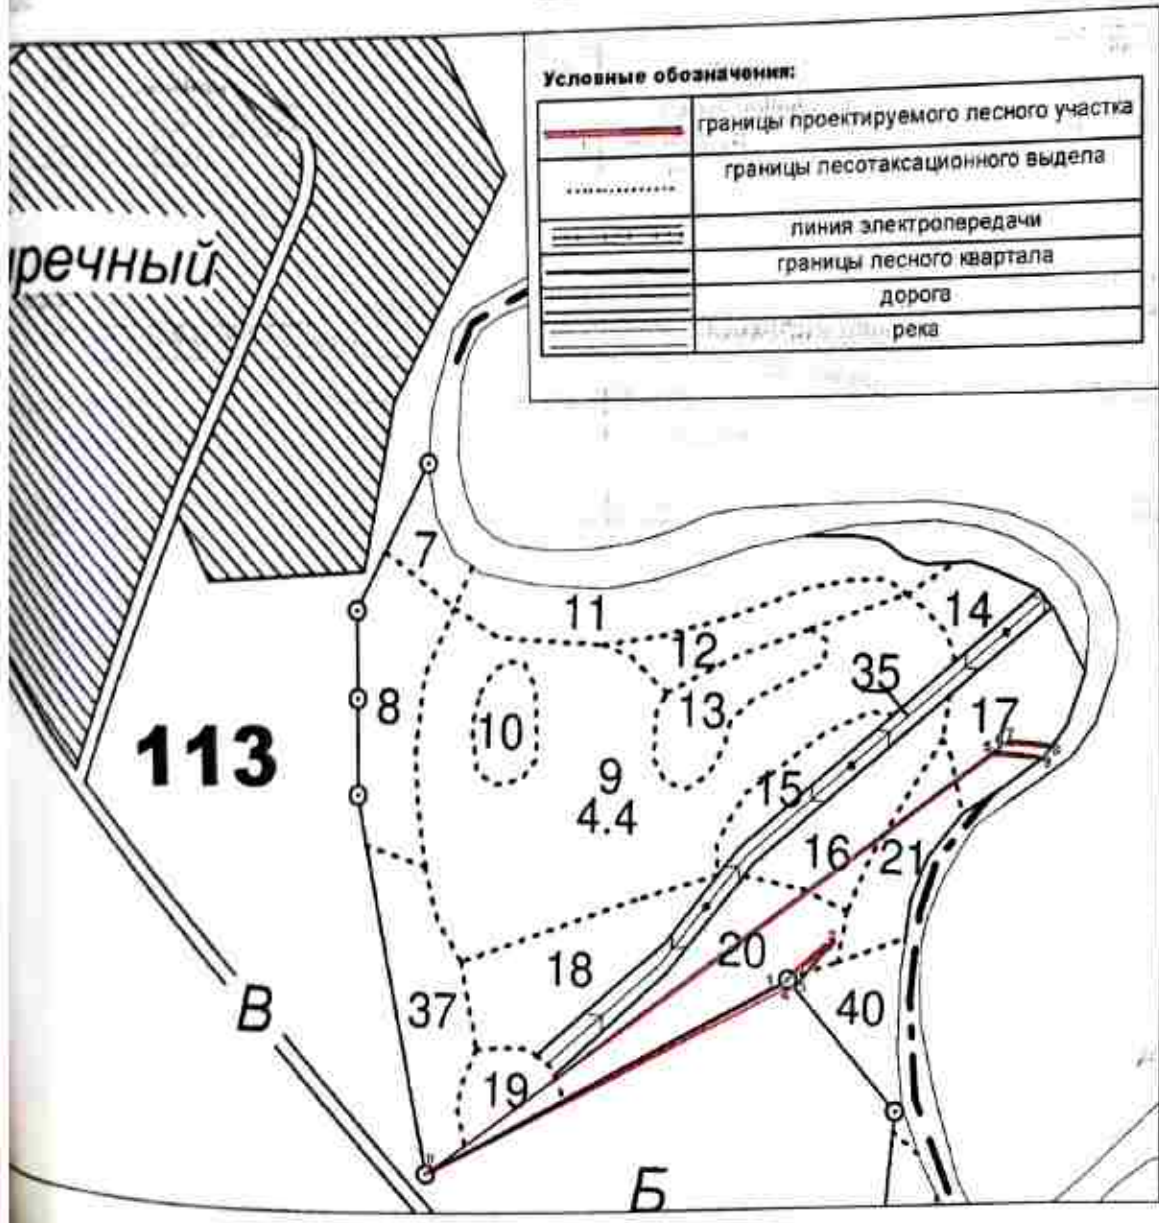 Условные обозначения:
границы проектируемого лесного участка
границы лесотаксационного выдела
линия электропередачи
границы лесного квартала
дорога
река
речный
7
11
12
14
8
10
13
35
17
113
9
4.4
15
16
21
18
20
37
40
В
19
Б